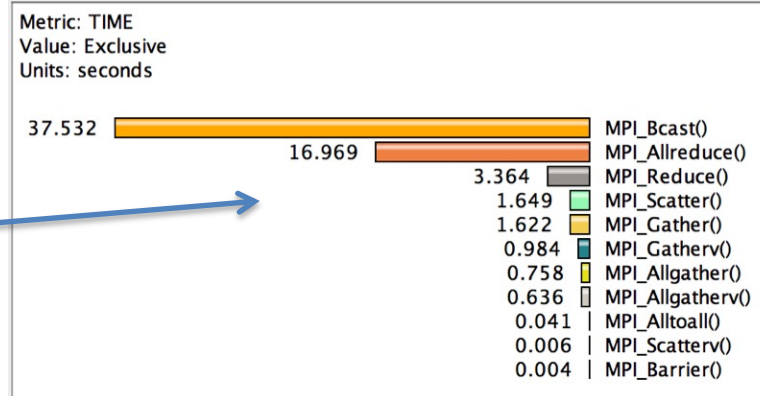 Metric: TIME
Value: Exclusive
Units: seconds
37.532 MPI_Bcast()
16.969 MPI_Allreduce()
3.364 MPI_Reduce()
1.649 MPI_Scatter()
1.622 MPI_Gather()
0.984 MPI_Gatherv()
0.758 MPI_Allgather()
0.636 MPI_Allgatherv()
0.041 MPI_Alltoall()
0.006 MPI_Scatterv()
0.004 MPI_Barrier()